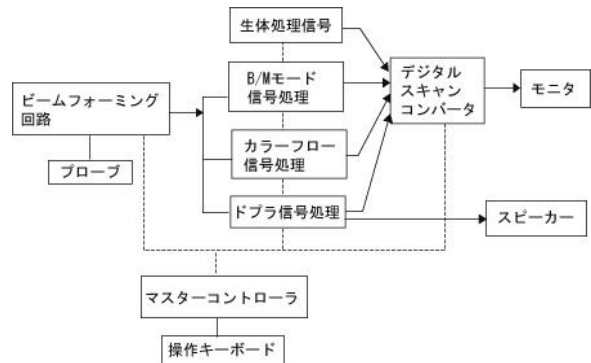 生体処理信号
B/Mモード
信号処理
デジタル
スキャン
コンバータ
モニタ
ビームフォーミング
回路
プローブ
カラーフロー
信号処理
ドプラ信号処理
スピーカー
マスターコントローラ
操作キーボード